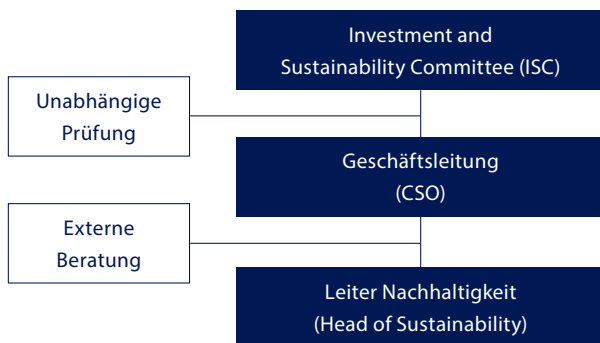 Investment and
Sustainability Committee (ISC)
Unabhängige
Prüfung
Geschäftsleitung
(CSO)
Externe
Beratung
Leiter Nachhaltigkeit
(Head of Sustainability)